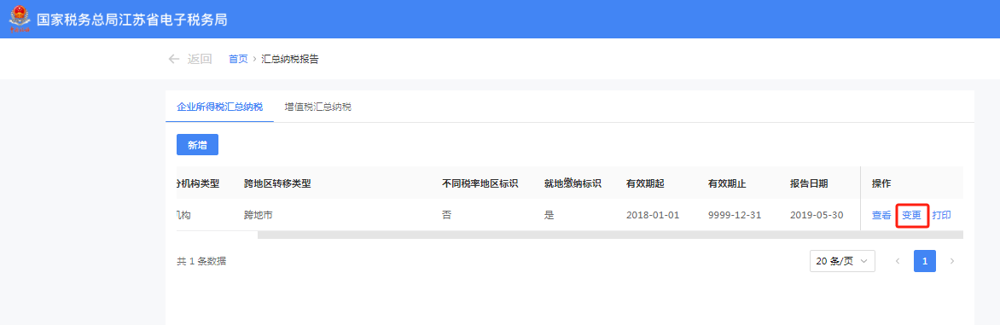 国家税务总局江苏省电子税务局
返回 首页 › 汇总纳税报告
企业所得税汇总纳税 增值税汇总纳税
新增
分机构类型 跨地区转移类型 不同税率地区标识 就地缴纳标识 有效期起 有效期止 报告日期 操作
机构 跨地市 否 是 2018-01-01 9999-12-31 2019-05-30 查看 变更 打印
共 1 条数据 20 条/页 1